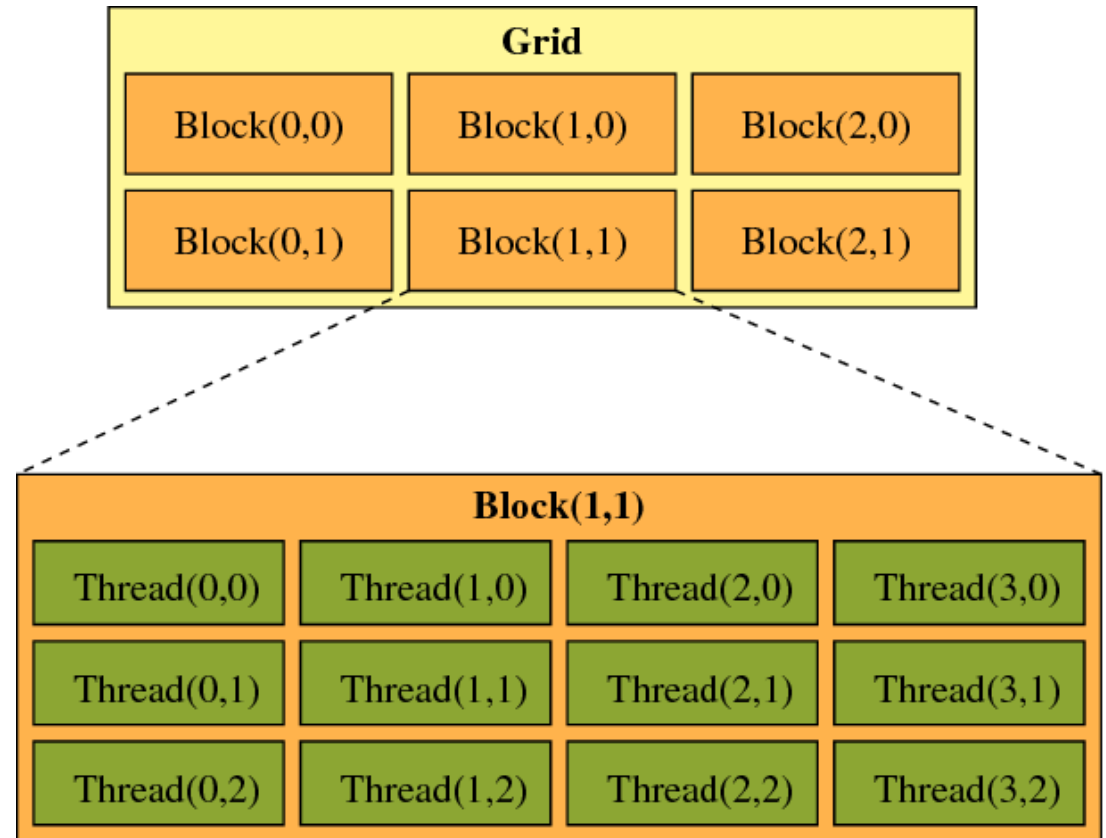 Grid
Block(0,0) Block(1,0) Block(2,0)
Block(0,1) Block(1,1) Block(2,1)
Block(1,1)
Thread(0,0) Thread(1,0) Thread(2,0) Thread(3,0)
Thread(0,1) Thread(1,1) Thread(2,1) Thread(3,1)
Thread(0,2) Thread(1,2) Thread(2,2) Thread(3,2)